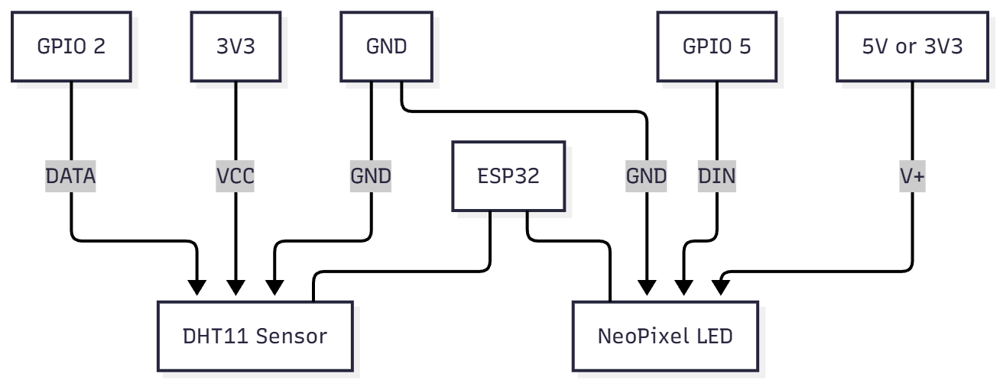 GPIO 2
3V3
GND
GPIO 5
5V or 3V3
ESP32
DATA
VCC
GND
GND
DIN
V+
DHT11 Sensor
NeoPixel LED